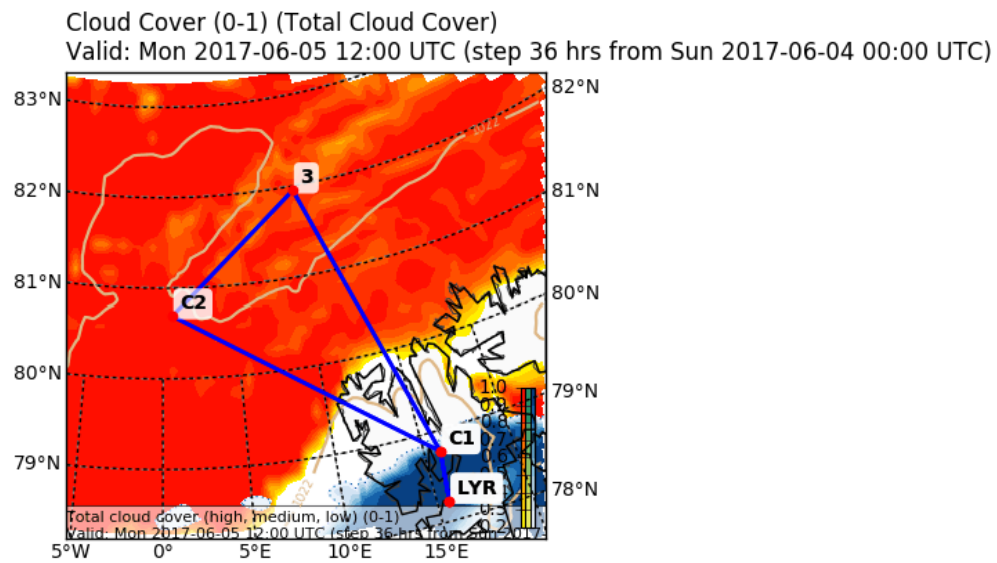 Cloud Cover (0-1) (Total Cloud Cover)
Valid: Mon 2017-06-05 12:00 UTC (step 36 hrs from Sun 2017-06-04 00:00 UTC)
83°N
82°N
1022
3
82°N
81°N
81°N
C2
80°N
80°N
79°N
1.0
0.9
0.8
C1
79°N
1022
LYR
78°N
0.3
0.2
Total cloud cover (high, medium, low) (0-1)
Valid: Mon 2017-06-05 12:00 UTC (step 36 hrs from Sun 2017-
5°W 0° 5°E 10°E 15°E